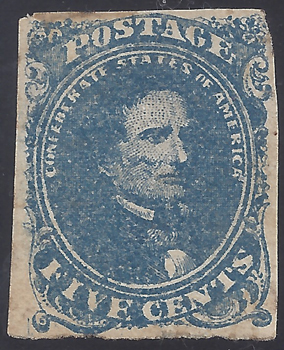 POSTAGE
CONFEDERATE STATES OF AMERICA
FIVE CENTS